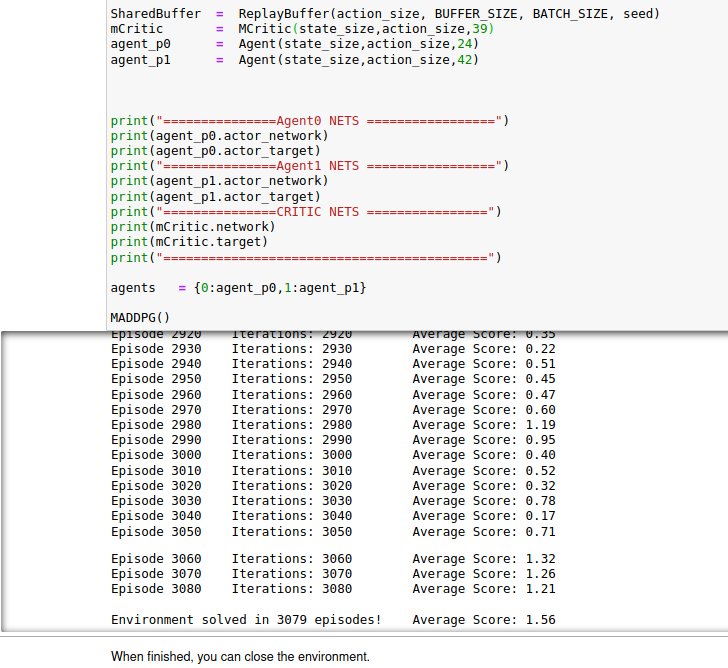 SharedBuffer = ReplayBuffer(action_size, BUFFER_SIZE, BATCH_SIZE, seed)
mCritic = MCritic(state_size,action_size,39)
agent_p0 = Agent(state_size,action_size,24)
agent_p1 = Agent(state_size,action_size,42)
print("===============Agent0 NETS =================")
print(agent_p0.actor_network)
print(agent_p0.actor_target)
print("===============Agent1 NETS =================")
print(agent_p1.actor_network)
print(agent_p1.actor_target)
print("===============CRITIC NETS ================")
print(mCritic.network)
print(mCritic.target)
print("===========================================")
agents = {0:agent_p0,1:agent_p1}
MADDPG()
Episode 2920 Iterations: 2920 Average Score: 0.35
Episode 2930 Iterations: 2930 Average Score: 0.22
Episode 2940 Iterations: 2940 Average Score: 0.51
Episode 2950 Iterations: 2950 Average Score: 0.45
Episode 2960 Iterations: 2960 Average Score: 0.47
Episode 2970 Iterations: 2970 Average Score: 0.60
Episode 2980 Iterations: 2980 Average Score: 1.19
Episode 2990 Iterations: 2990 Average Score: 0.95
Episode 3000 Iterations: 3000 Average Score: 0.40
Episode 3010 Iterations: 3010 Average Score: 0.52
Episode 3020 Iterations: 3020 Average Score: 0.32
Episode 3030 Iterations: 3030 Average Score: 0.78
Episode 3040 Iterations: 3040 Average Score: 0.17
Episode 3050 Iterations: 3050 Average Score: 0.71
Episode 3060 Iterations: 3060 Average Score: 1.32
Episode 3070 Iterations: 3070 Average Score: 1.26
Episode 3080 Iterations: 3080 Average Score: 1.21
Environment solved in 3079 episodes! Average Score: 1.56
When finished, you can close the environment.